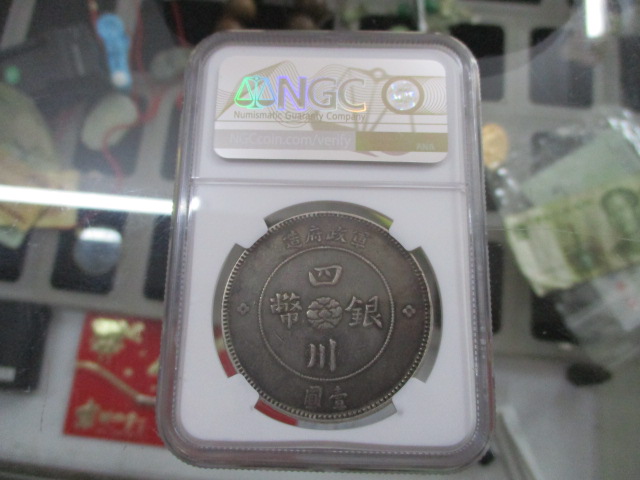 NGC
Numismatic Guaranty Company
ngccoin.com/verify
軍政府造
四
銀幣
川
壹圓